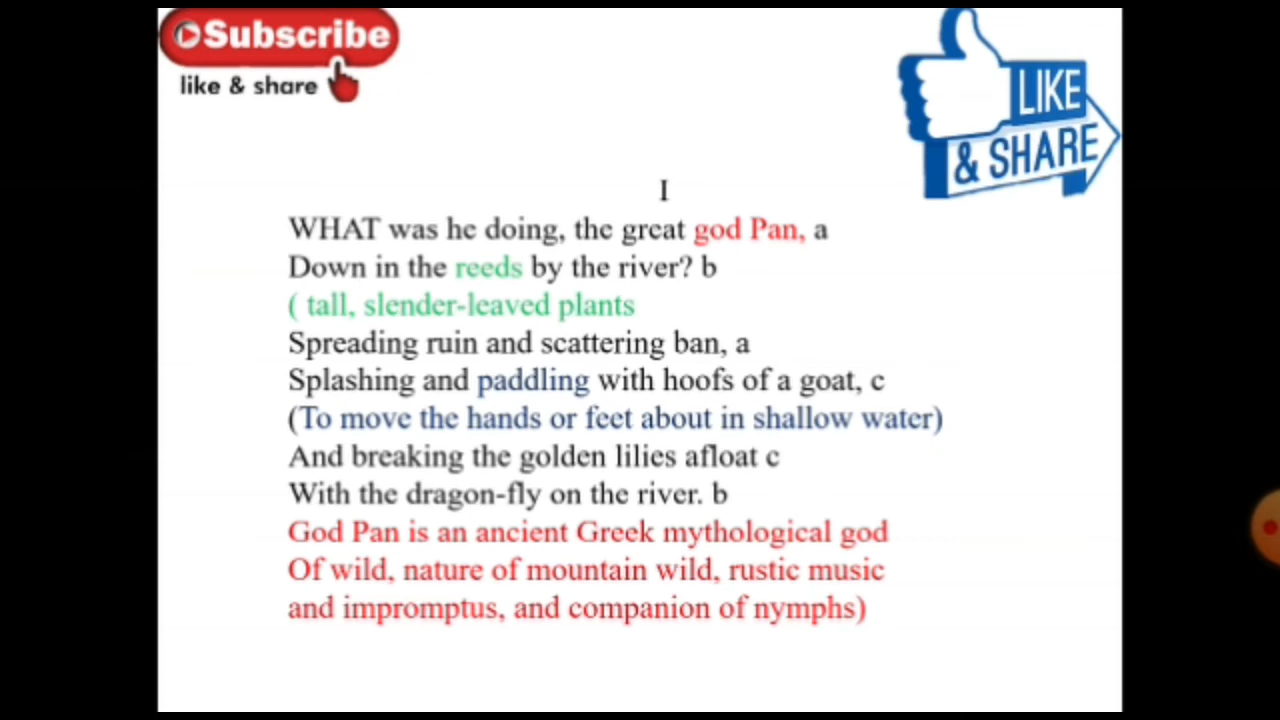 Subscribe
like & share
LIKE
& SHARE
I
WHAT was he doing, the great god Pan, a
Down in the reeds by the river? b
( tall, slender-leaved plants
Spreading ruin and scattering ban, a
Splashing and paddling with hoofs of a goat, c
(To move the hands or feet about in shallow water)
And breaking the golden lilies afloat c
With the dragon-fly on the river. b
God Pan is an ancient Greek mythological god
Of wild, nature of mountain wild, rustic music
and impromptus, and companion of nymphs)